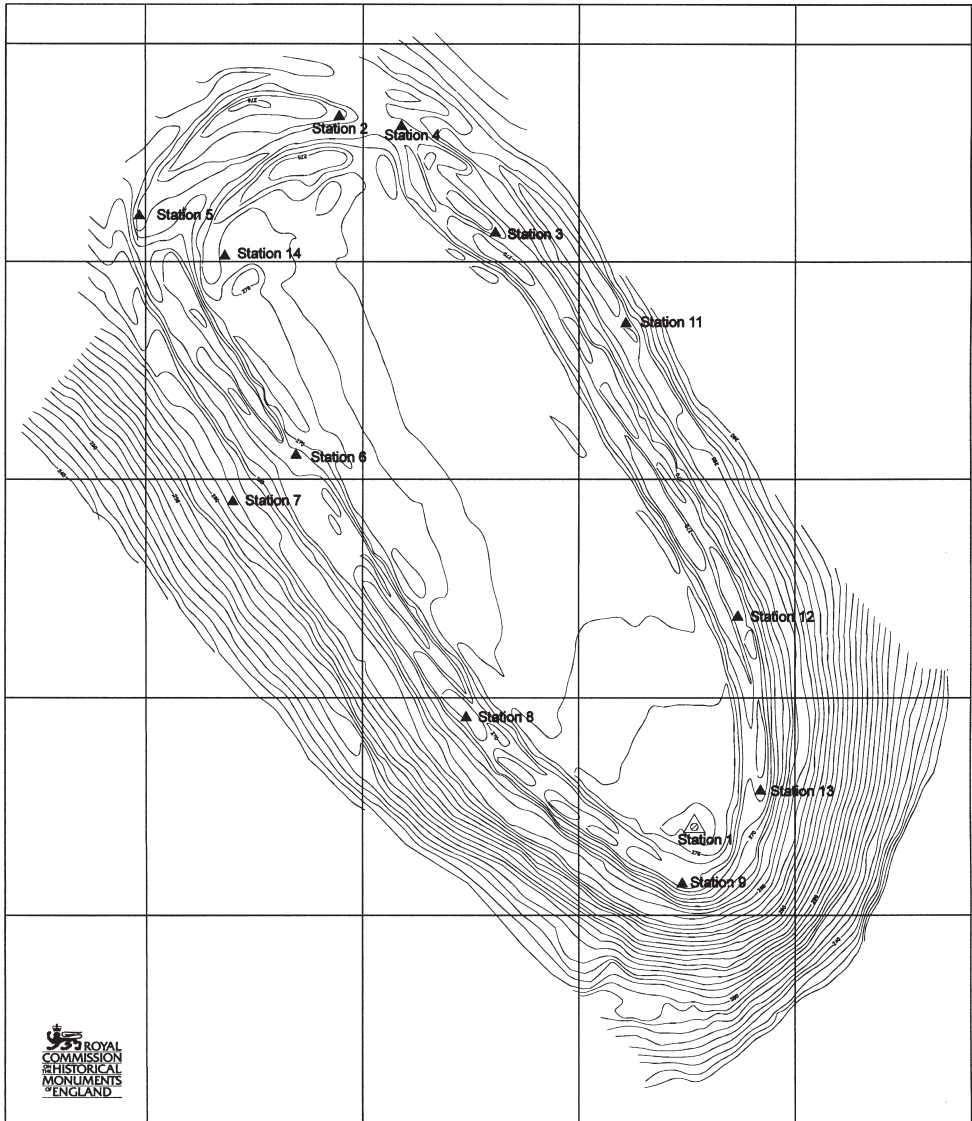 Station 2
Station 4
Station 5
Station 3
Station 14
Station 11
Station 6
Station 7
Station 12
Station 8
Station 13
Station 1
Station 9
ROYAL
COMMISSION
ON THE HISTORICAL
MONUMENTS
OF ENGLAND